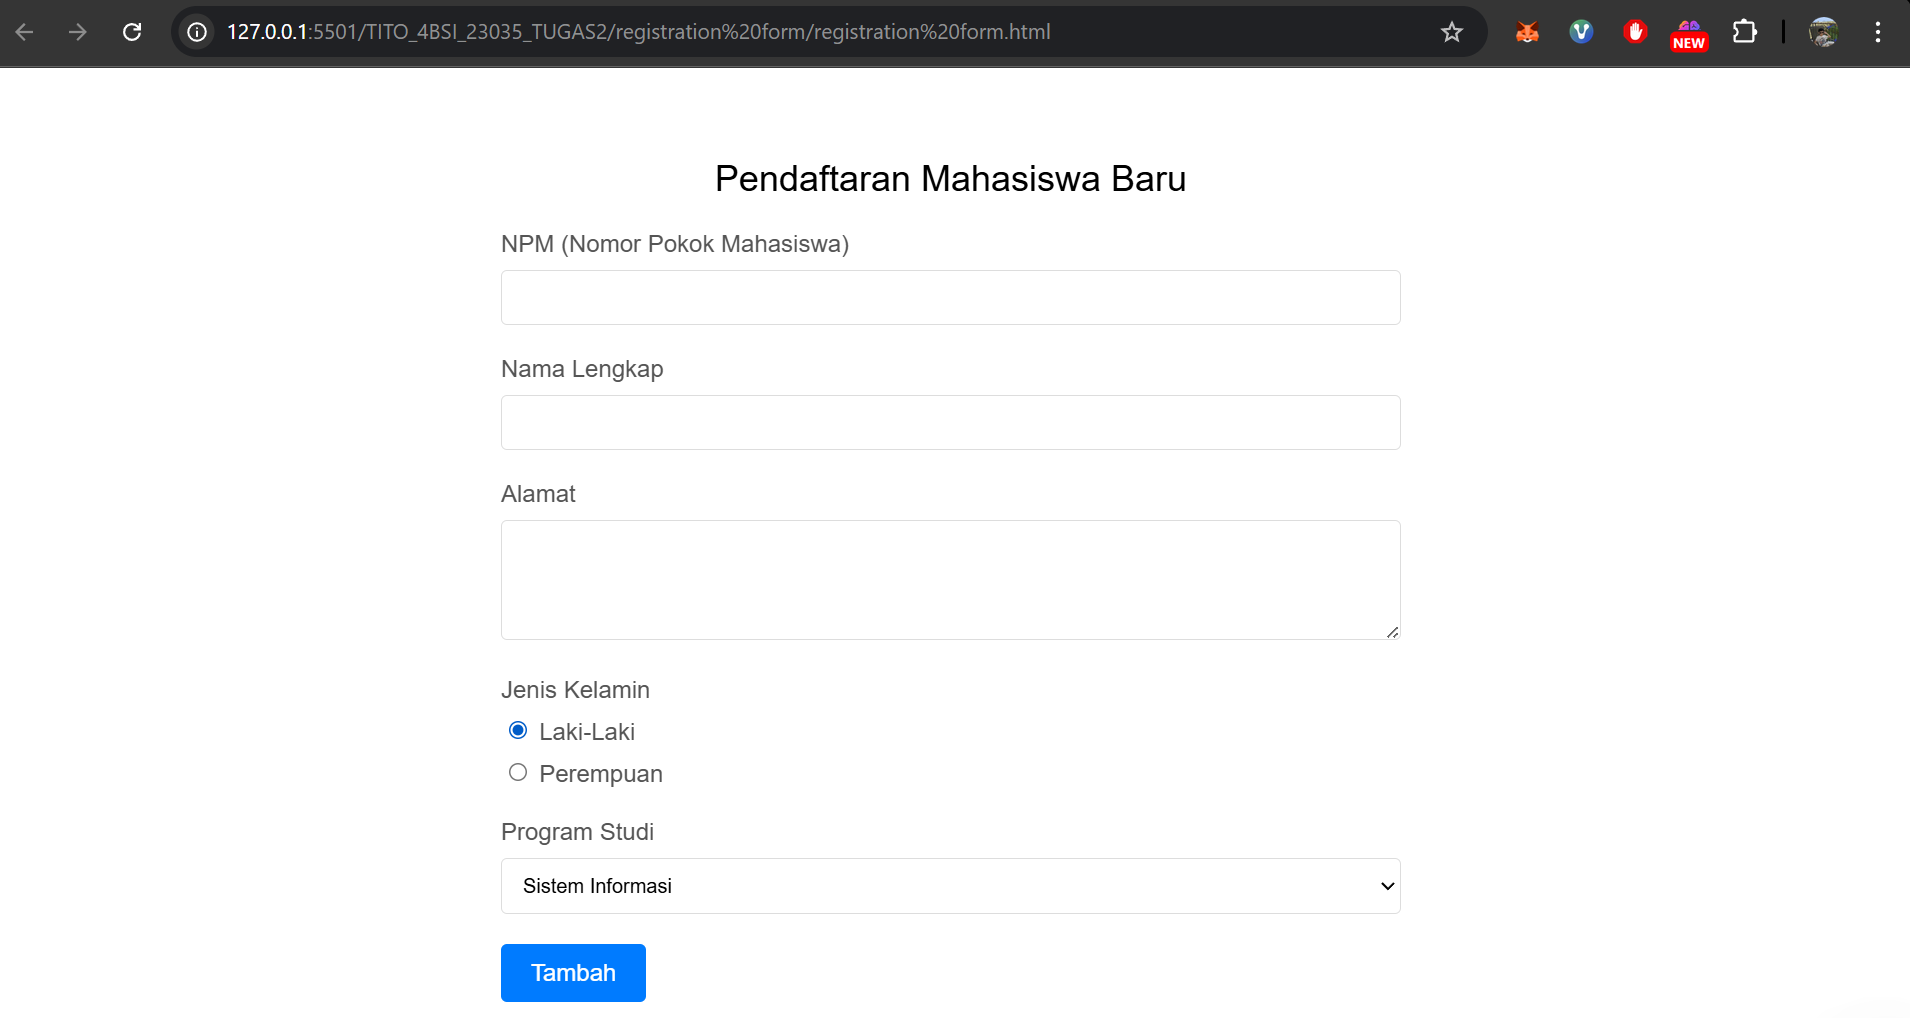 127.0.0.1:5501/TITO_4BSI_23035_TUGAS2/registration%20form/registration%20form.html
NEW
Pendaftaran Mahasiswa Baru
NPM (Nomor Pokok Mahasiswa)
Nama Lengkap
Alamat
Jenis Kelamin
Laki-Laki
Perempuan
Program Studi
Sistem Informasi
Tambah